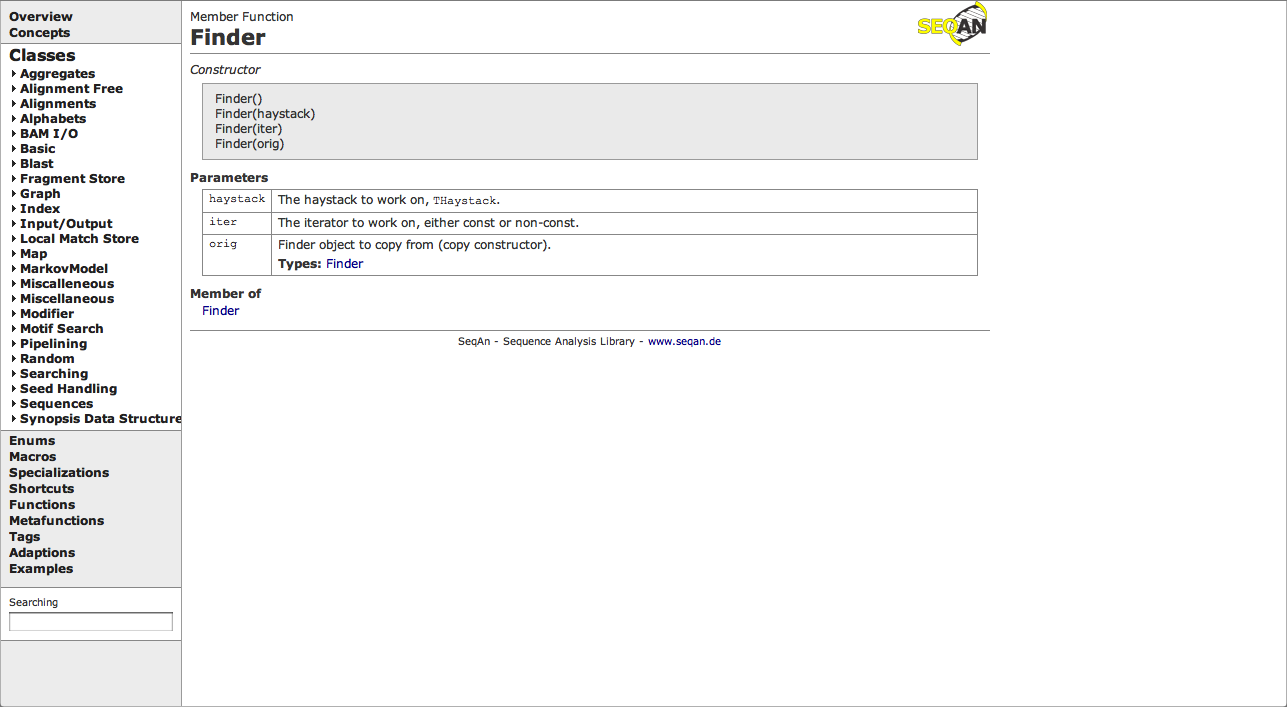 Overview
Concepts
Classes
Aggregates
Alignment Free
Alignments
Alphabets
BAM I/O
Basic
Blast
Fragment Store
Graph
Index
Input/Output
Local Match Store
Map
MarkovModel
Miscalleneous
Miscellaneous
Modifier
Motif Search
Pipelining
Random
Searching
Seed Handling
Sequences
Synopsis Data Structure
Enums
Macros
Specializations
Shortcuts
Functions
Metafunctions
Tags
Adaptions
Examples
Searching
Member Function
SEQAN
Finder
Constructor
Finder()
Finder(haystack)
Finder(iter)
Finder(orig)
Parameters
haystack The haystack to work on, THaystack.
iter The iterator to work on, either const or non-const.
orig Finder object to copy from (copy constructor).
Types: Finder
Member of
Finder
SeqAn - Sequence Analysis Library - www.seqan.de